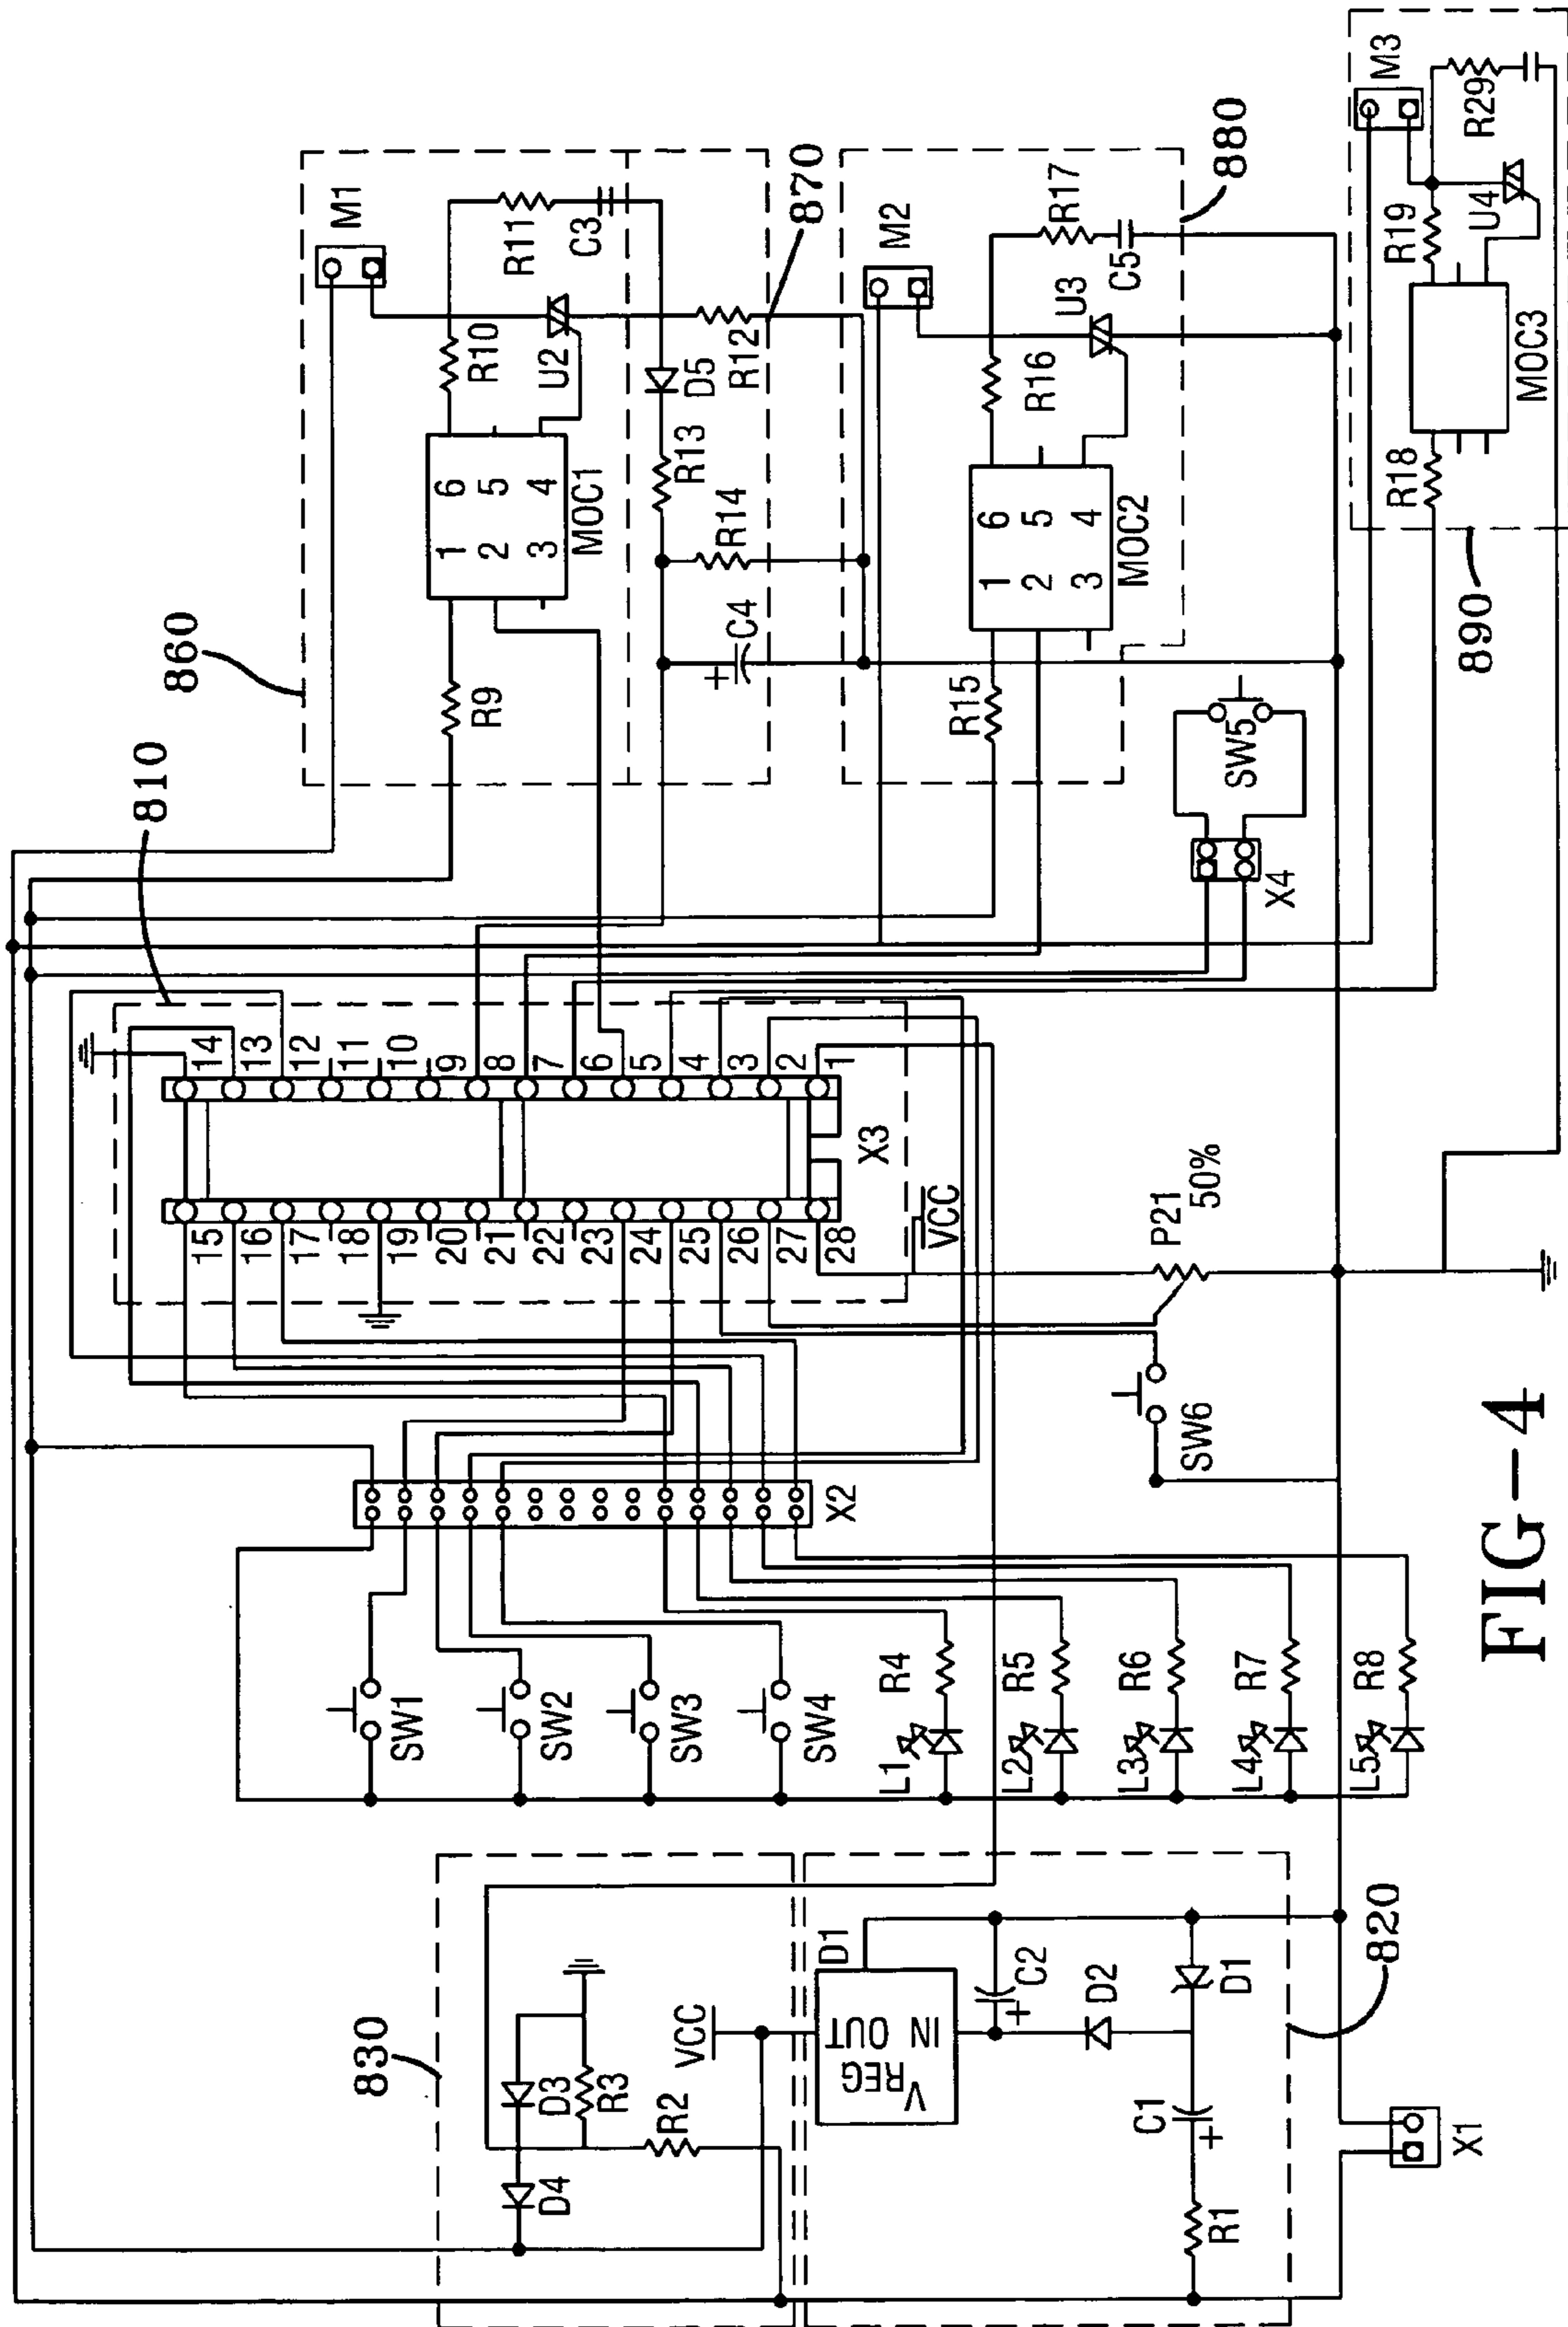 810
860
870
880
890
830
820
M1
R9
R10
R11
C3
U2
1 6
2 5
3 4
MOC1
D5
R12
R13
R14
C4
+
M2
R15
R16
R17
C5
U3
1 6
2 5
3 4
MOC2
SW5
X4
M3
R18
R19
R29
U4
MOC3
15
16
17
18
19
20
21
22
23
24
25
26
27
28
14
13
12
11
10
9
8
7
6
5
4
3
2
1
X3
VCC
P21
50%
SW6
X2
SW1
SW2
SW3
SW4
L1
R4
L2
R5
L3
R6
L4
R7
L5
R8
D3
D4
R3
R2
VCC
D1
V REG
IN OUT
C2
+
D2
D1
C1
+
R1
X1
FIG-4